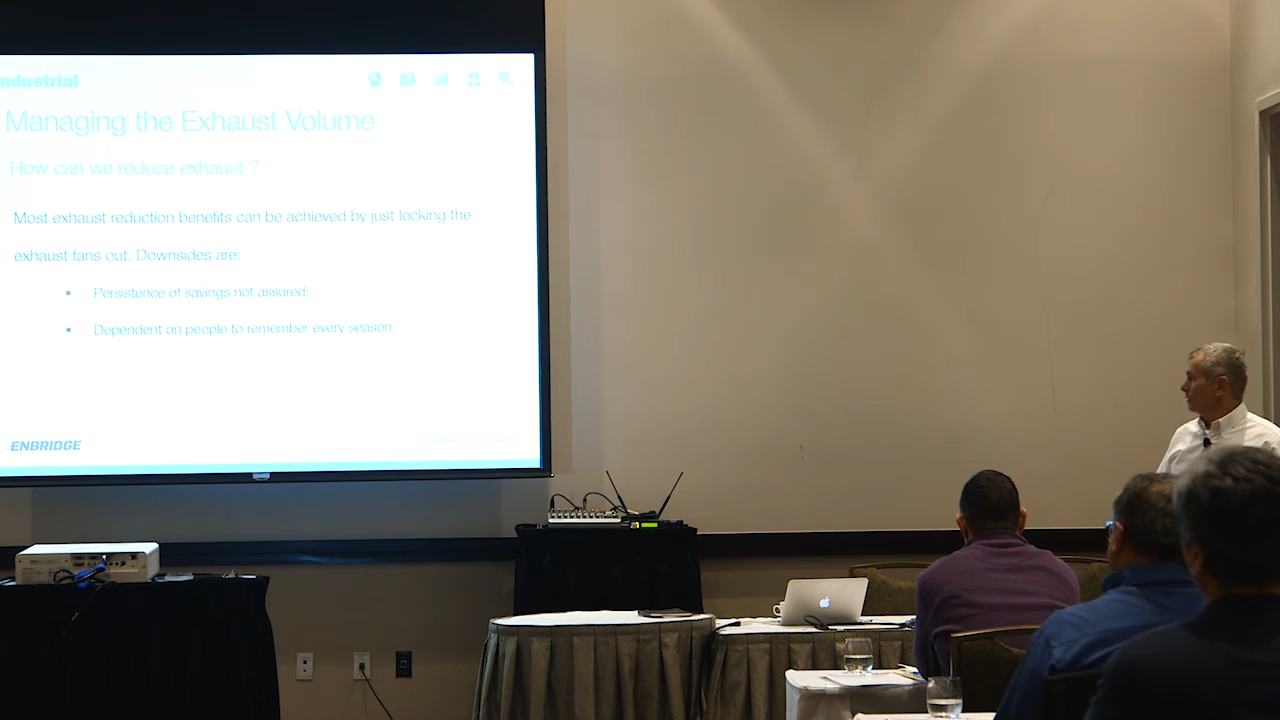 ndustrial
Managing the Exhaust Volume
How can we reduce exhaust ?
Most exhaust reduction benefits can be achieved by just locking the
exhaust fans out. Downsides are:
▪ Persistence of savings not assured;
▪ Dependent on people to remember every season.
ENBRIDGE